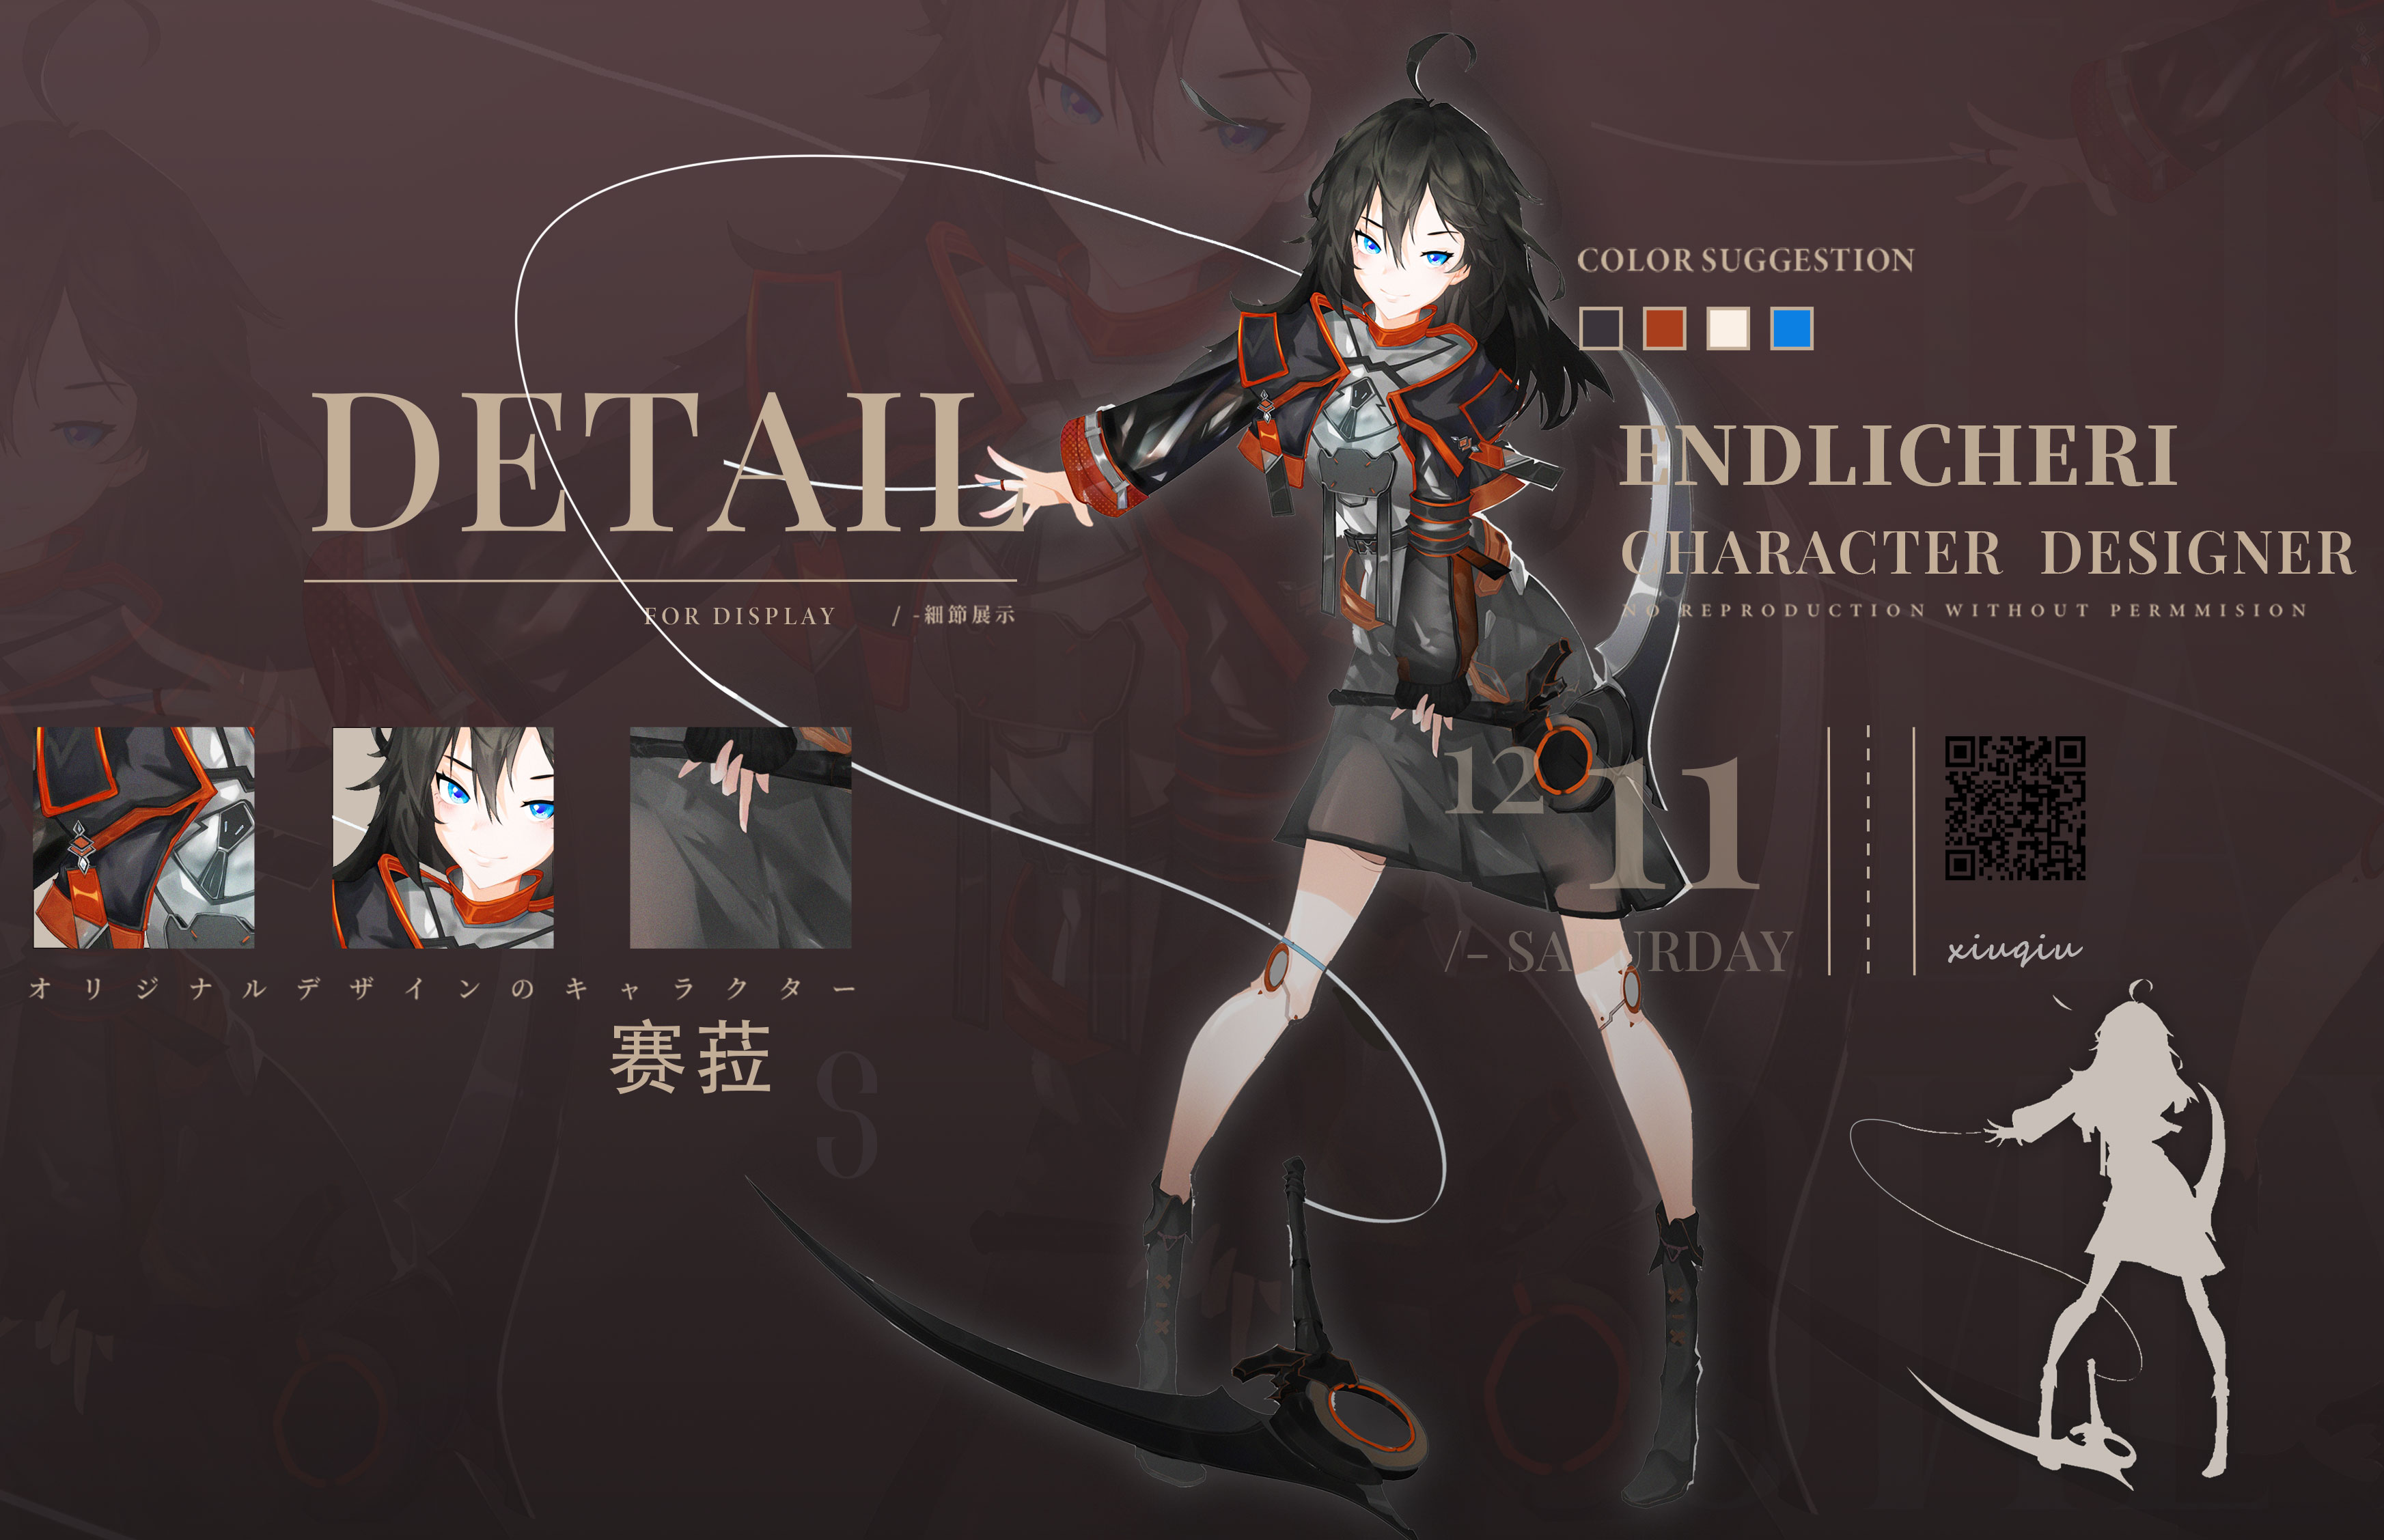 COLOR SUGGESTION
DETAIL
FOR DISPLAY / -細節展示
ENDLICHERI
CHARACTER DESIGNER
NO REPRODUCTION WITHOUT PERMMISION
12 11
/- SATURDAY
xiuqiu
オリジナルデザインのキャラクター
赛菈
S